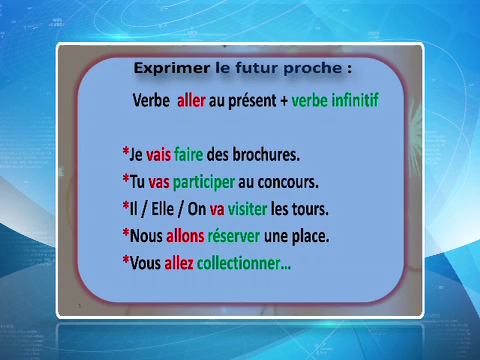 Exprimer le futur proche :
Verbe aller au présent + verbe infinitif
*Je vais faire des brochures.
*Tu vas participer au concours.
*Il / Elle / On va visiter les tours.
*Nous allons réserver une place.
*Vous allez collectionner...